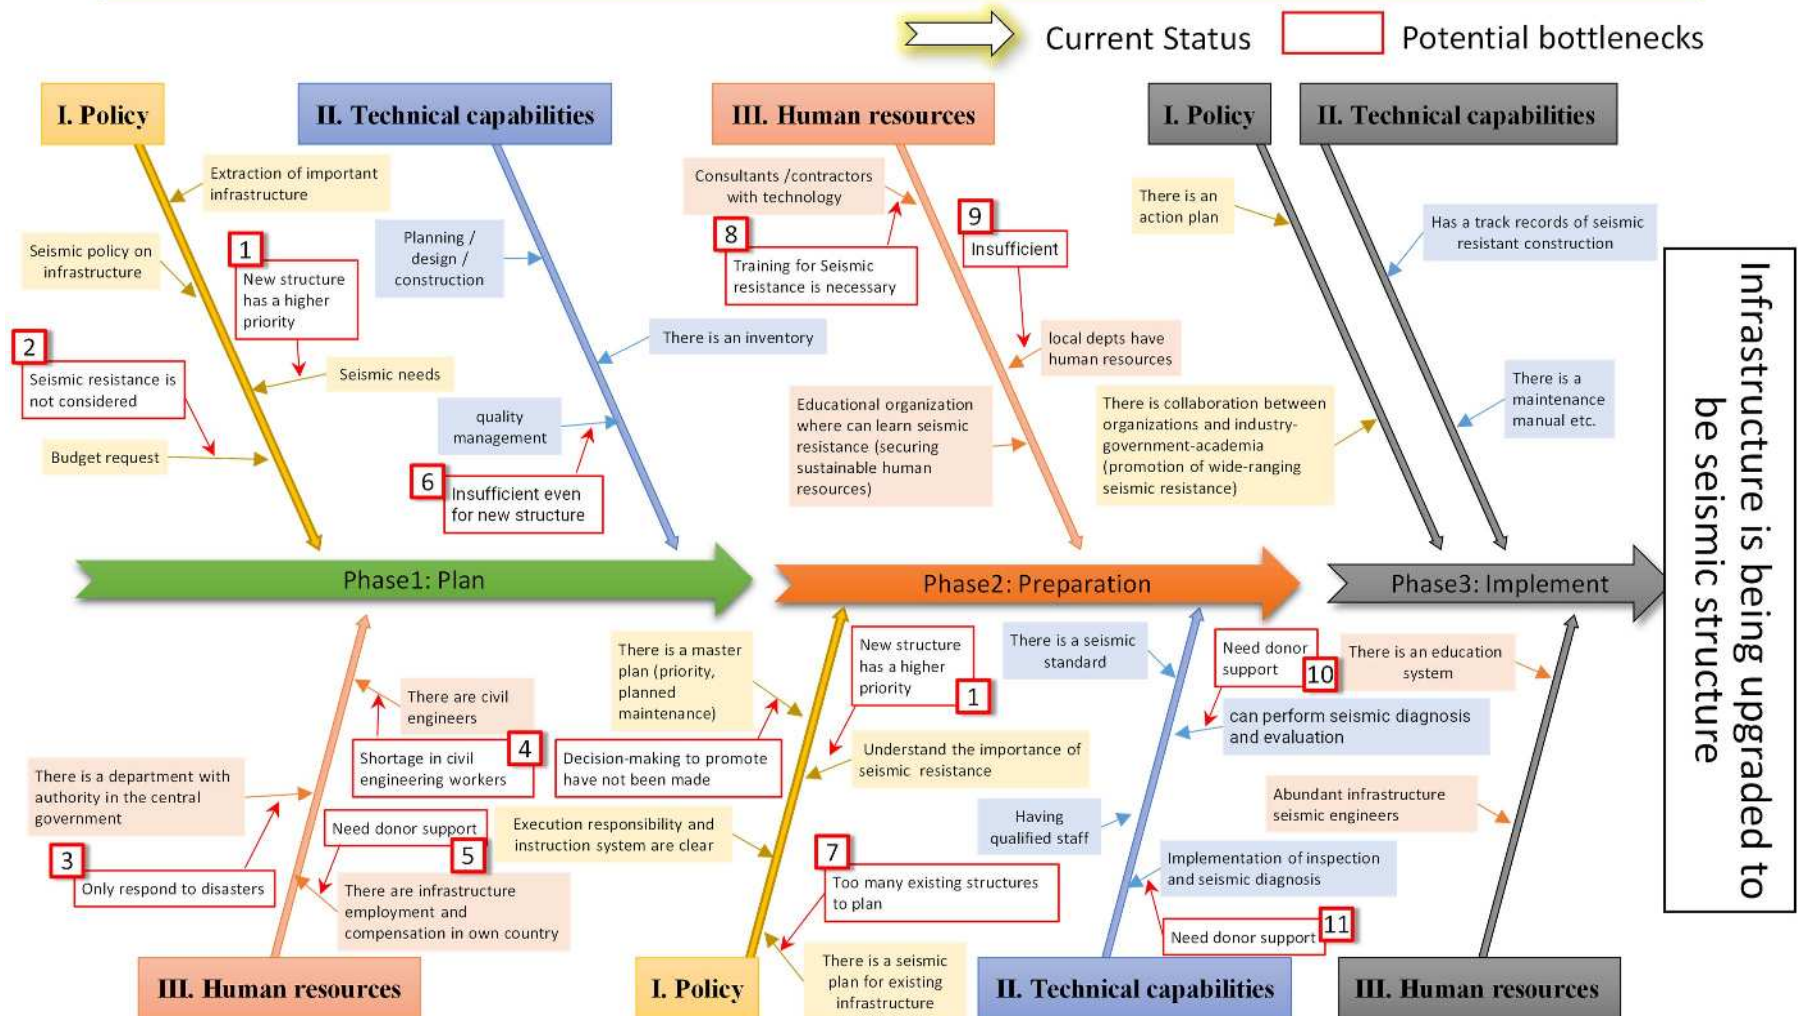 Current Status
Potential bottlenecks
I. Policy
II. Technical capabilities
III. Human resources
I. Policy
II. Technical capabilities
Extraction of important
infrastructure
Seismic policy on
infrastructure
1
New structure
has a higher
priority
2
Seismic resistance is
not considered
Seismic needs
Budget request
Planning /
design /
construction
There is an inventory
quality
management
6
Insufficient even
for new structure
Consultants /contractors
with technology
8
Training for Seismic
resistance is necessary
9
Insufficient
local depts have
human resources
Educational organization
where can learn seismic
resistance (securing
sustainable human
resources)
There is an
action plan
There is collaboration between
organizations and industry-
government-academia
(promotion of wide-ranging
seismic resistance)
Has a track records of seismic
resistant construction
There is a
maintenance
manual etc.
Phase1: Plan
Phase2: Preparation
Phase3: Implement
Infrastructure is being upgraded to
be seismic structure
There are civil
engineers
4
Shortage in civil
engineering workers
There is a department with
authority in the central
government
3
Only respond to disasters
Need donor support
5
There are infrastructure
employment and
compensation in own country
III. Human resources
There is a master
plan (priority,
planned
maintenance)
Decision-making to promote
have not been made
New structure
has a higher
priority
1
Understand the importance of
seismic resistance
Execution responsibility and
instruction system are clear
7
Too many existing structures
to plan
There is a seismic
plan for existing
infrastructure
I. Policy
There is a seismic
standard
Need donor
support
10
can perform seismic diagnosis
and evaluation
Having
qualified staff
Implementation of inspection
and seismic diagnosis
Need donor support
11
II. Technical capabilities
There is an education
system
Abundant infrastructure
seismic engineers
III. Human resources